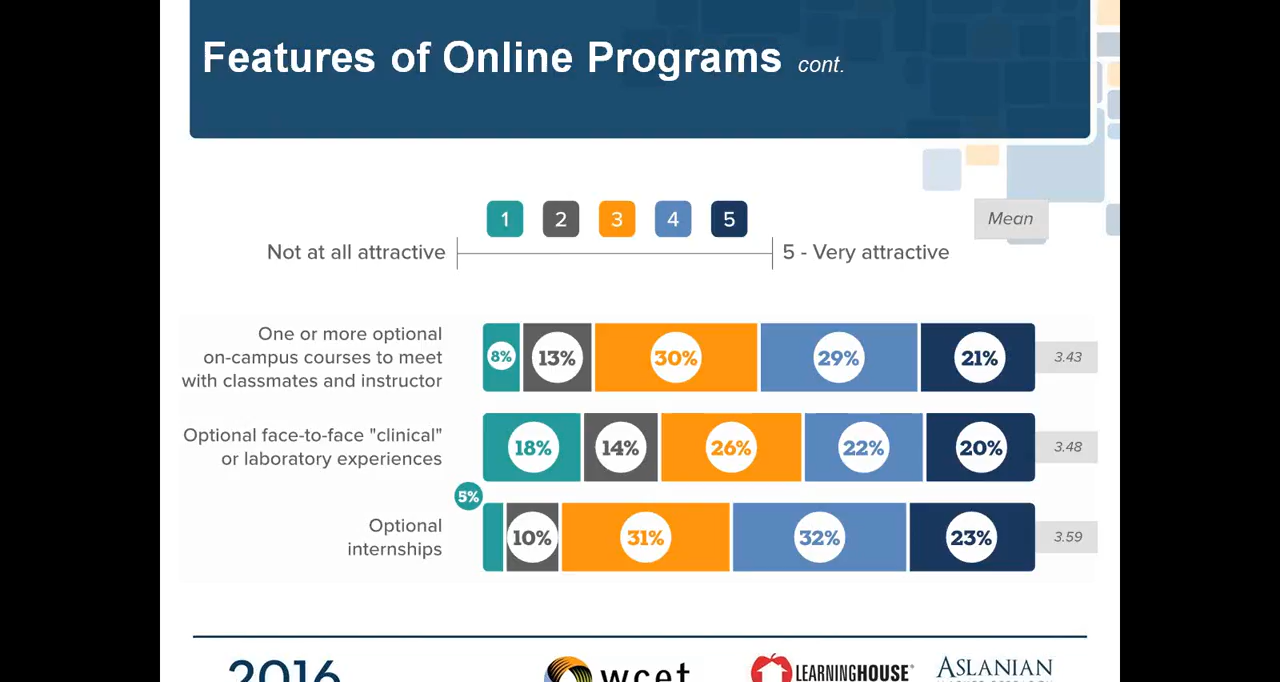 Features of Online Programs cont.
1 2 3 4 5
Mean
Not at all attractive
5 - Very attractive
One or more optional
on-campus courses to meet
with classmates and instructor
8% 13% 30% 29% 21% 3.43
Optional face-to-face "clinical"
or laboratory experiences
18% 14% 26% 22% 20% 3.48
Optional
internships
5% 10% 31% 32% 23% 3.59
2016
wcet
LEARNINGHOUSE®
ASLANIAN